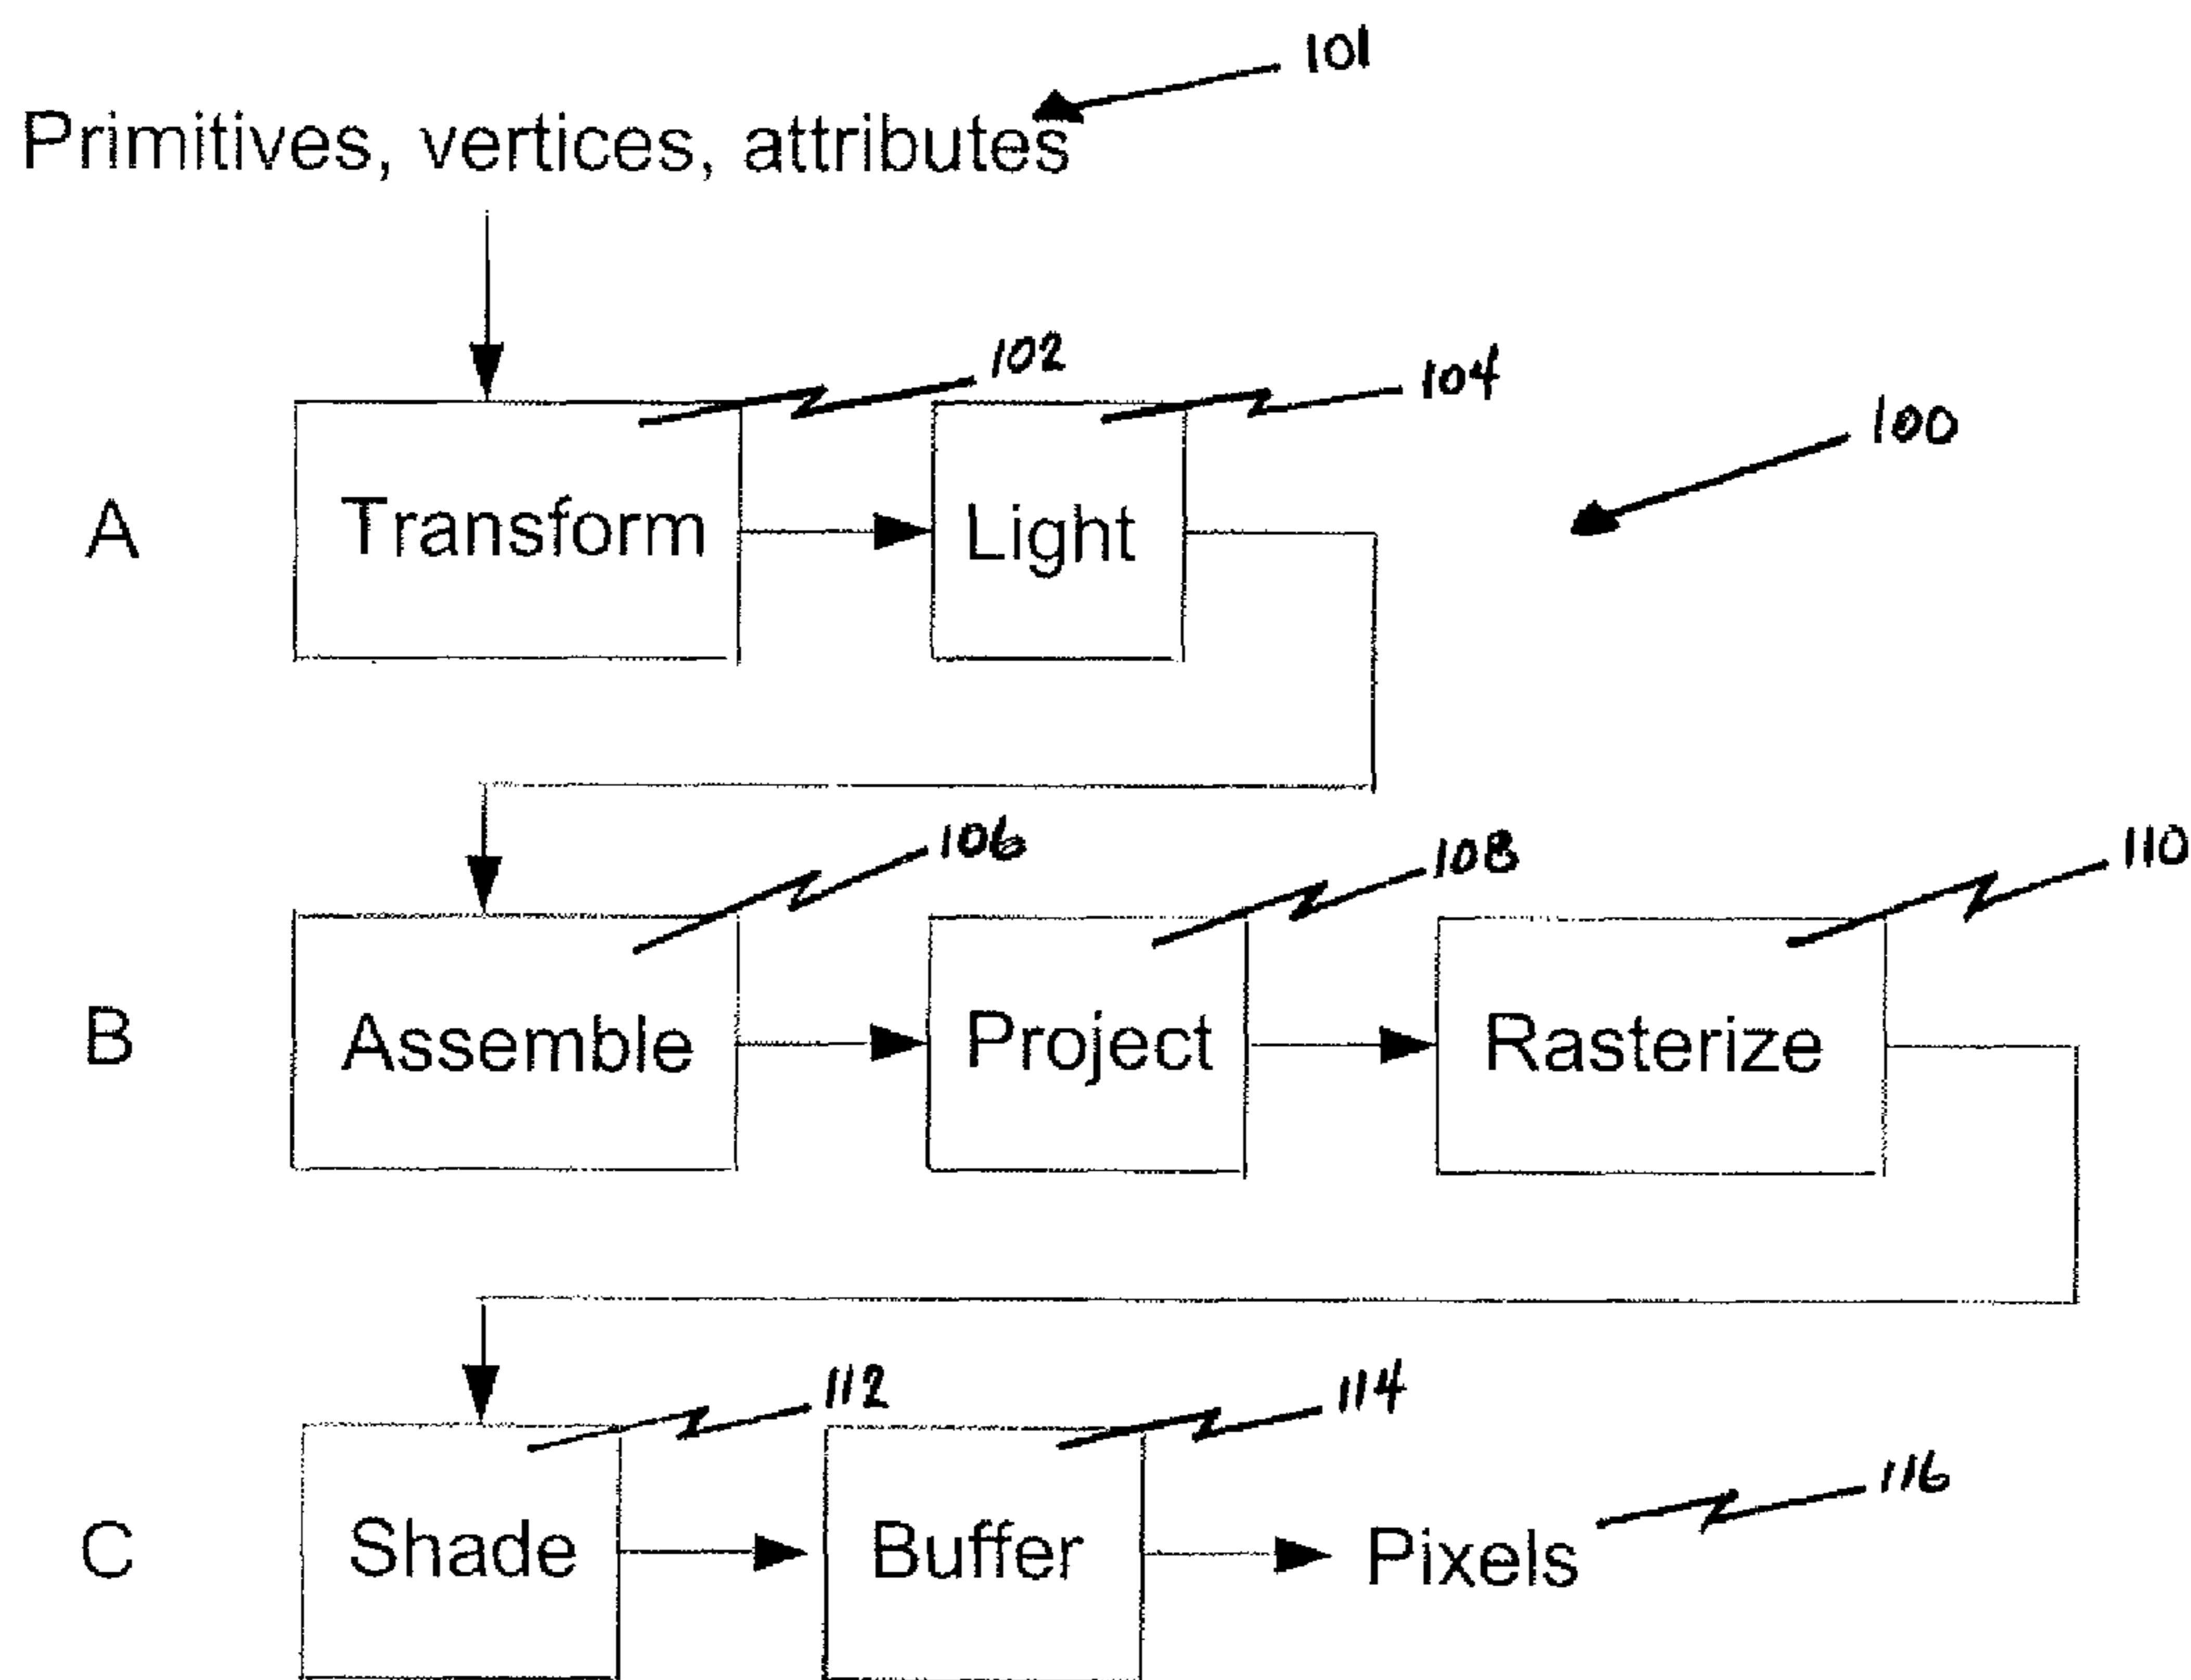 101
Primitives, vertices, attributes
102
104
100
A Transform Light
106
108
110
B Assemble Project Rasterize
112
114
116
C Shade Buffer Pixels